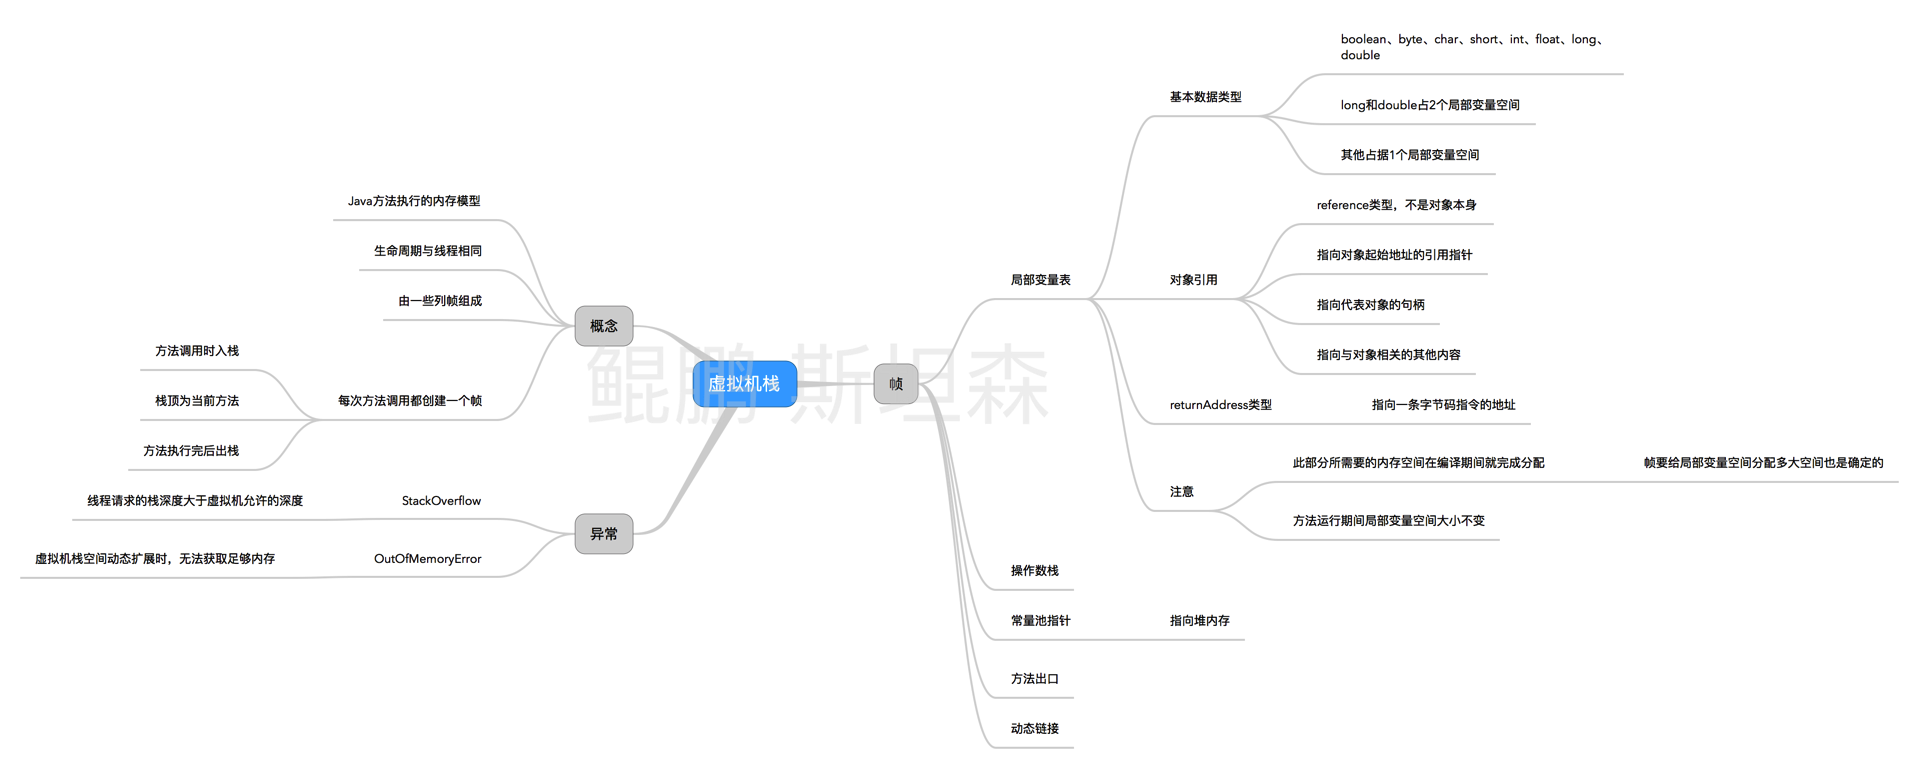 虚拟机栈
鲲鹏 斯坦森
概念
Java方法执行的内存模型
生命周期与线程相同
由一些列帧组成
每次方法调用都创建一个帧
方法调用时入栈
栈顶为当前方法
方法执行完后出栈
异常
StackOverflow
线程请求的栈深度大于虚拟机允许的深度
OutOfMemoryError
虚拟机栈空间动态扩展时，无法获取足够内存
帧
局部变量表
基本数据类型
boolean、byte、char、short、int、float、long、
double
long和double占2个局部变量空间
其他占据1个局部变量空间
对象引用
reference类型，不是对象本身
指向对象起始地址的引用指针
指向代表对象的句柄
指向与对象相关的其他内容
returnAddress类型
指向一条字节码指令的地址
注意
此部分所需要的内存空间在编译期间就完成分配
帧要给局部变量空间分配多大空间也是确定的
方法运行期间局部变量空间大小不变
操作数栈
常量池指针
指向堆内存
方法出口
动态链接